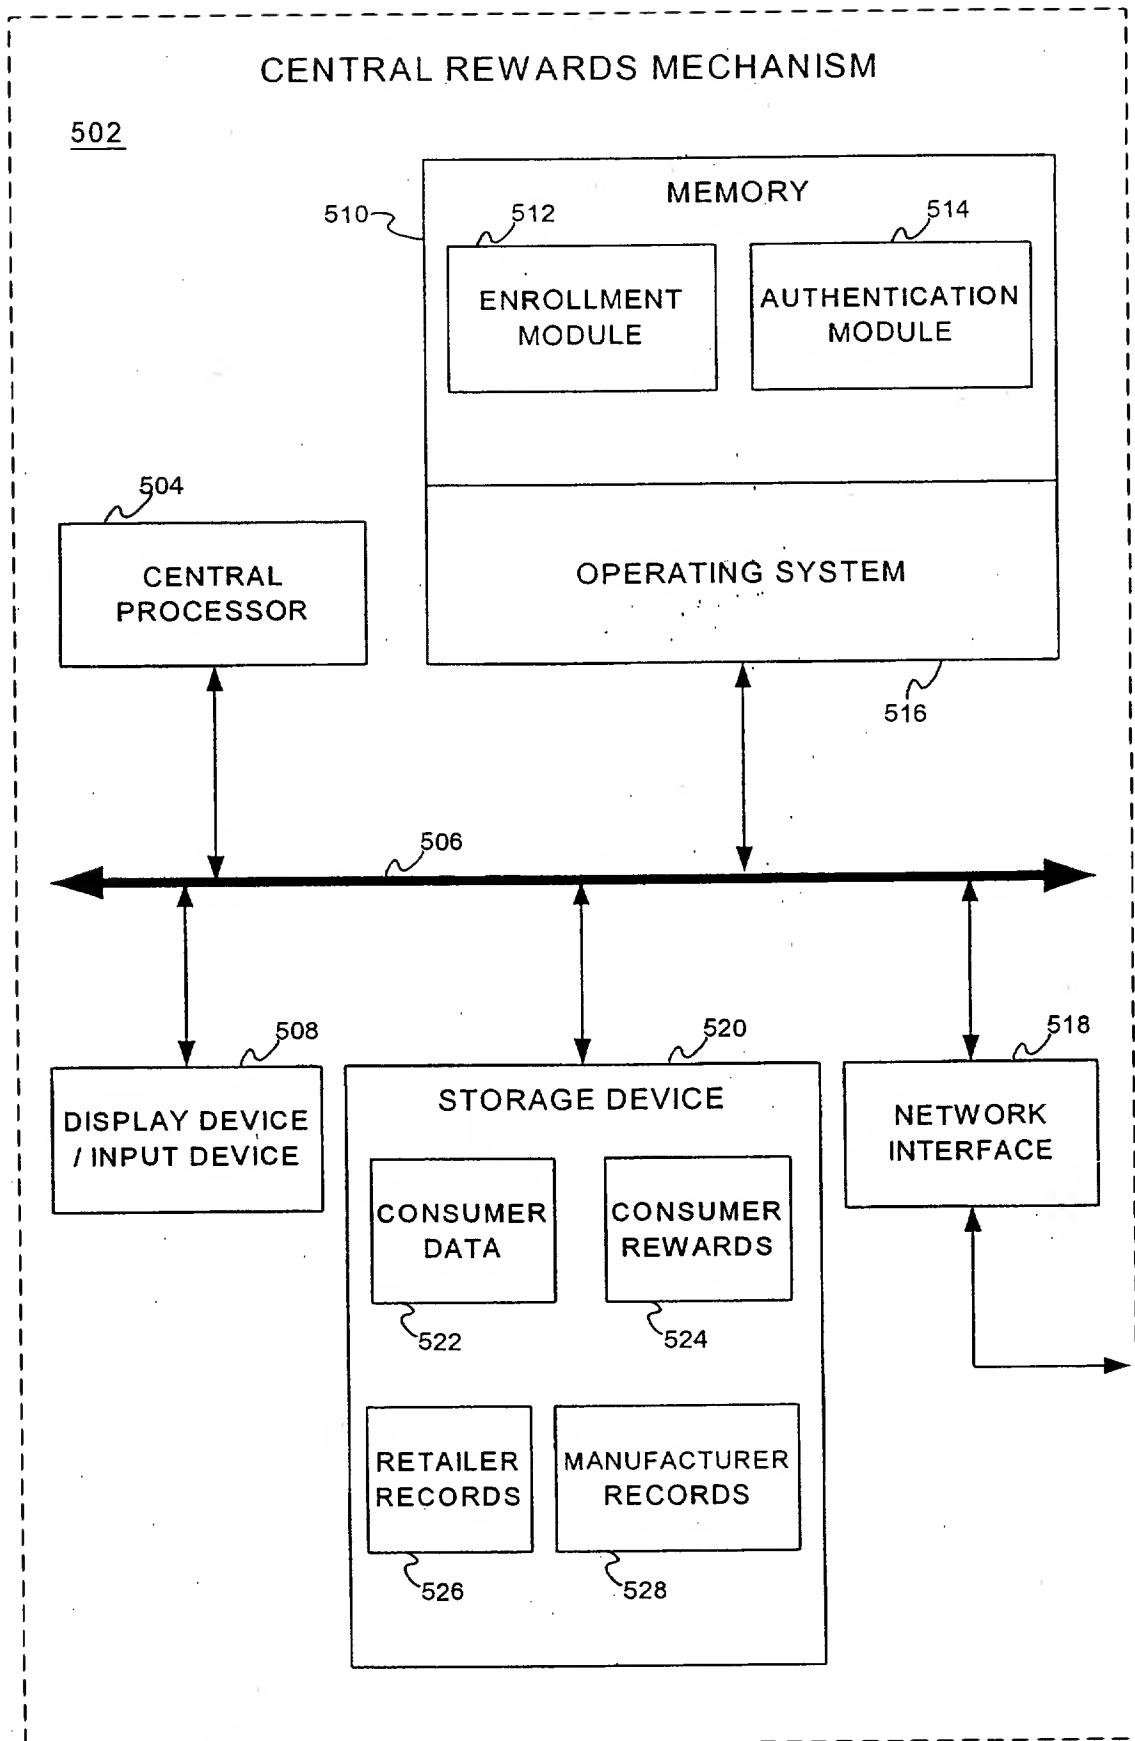 CENTRAL REWARDS MECHANISM
502
MEMORY
510
512
514
ENROLLMENT
MODULE
AUTHENTICATION
MODULE
504
CENTRAL
PROCESSOR
OPERATING SYSTEM
516
506
508
520
518
DISPLAY DEVICE
/ INPUT DEVICE
STORAGE DEVICE
NETWORK
INTERFACE
CONSUMER
DATA
CONSUMER
REWARDS
522
524
RETAILER
RECORDS
MANUFACTURER
RECORDS
526
528